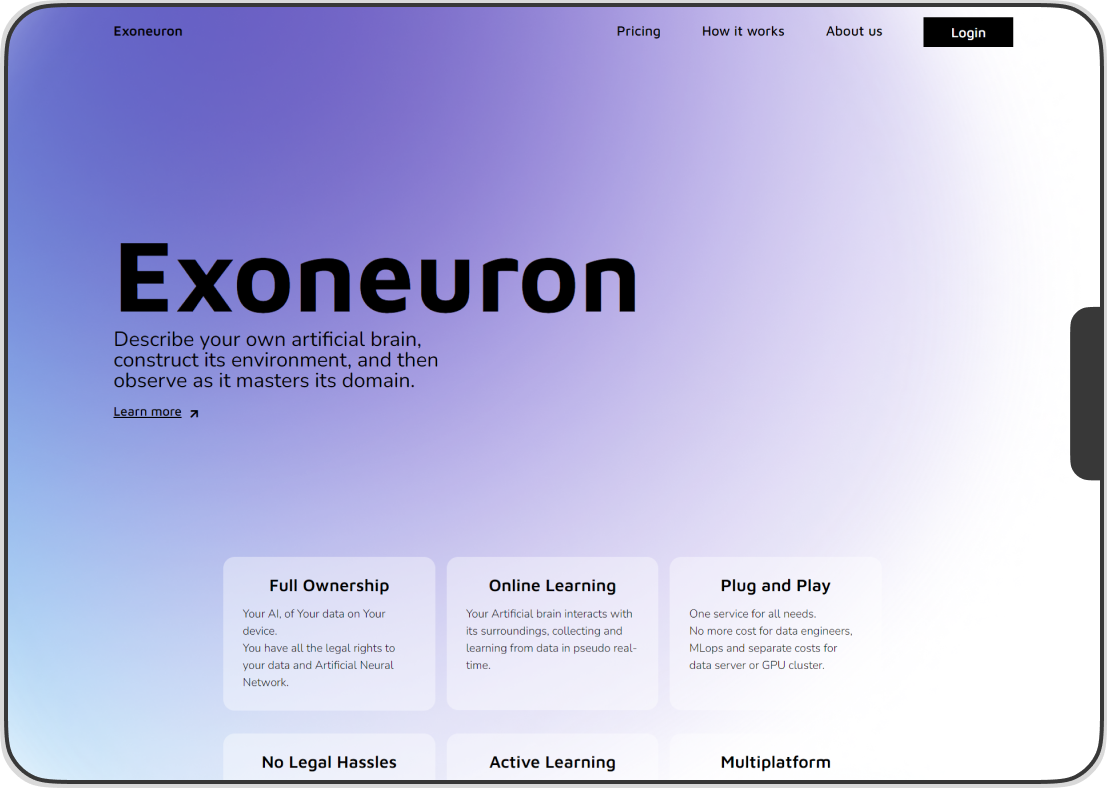 Exoneuron
Pricing
How it works
About us
Login
Exoneuron
Describe your own artificial brain,
construct its environment, and then
observe as it masters its domain.
Learn more
Full Ownership
Your AI, of Your data on Your
device.
You have all the legal rights to
your data and Artificial Neural
Network.
Online Learning
Your Artificial brain interacts with
its surroundings, collecting and
learning from data in pseudo real-
time.
Plug and Play
One service for all needs.
No more cost for data engineers,
MLops and separate costs for
data server or GPU cluster.
No Legal Hassles
Active Learning
Multiplatform